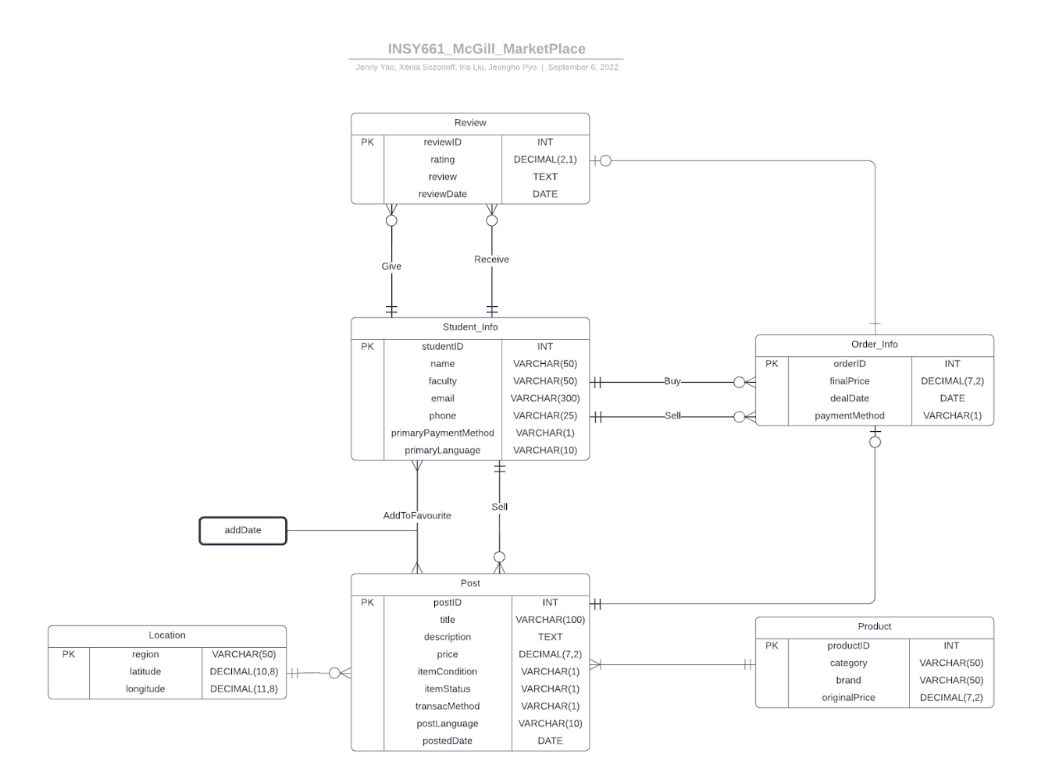 INSY661_McGill_MarketPlace
Jenny Yao, Xénia Sozonoff, Iris Liu, Jeongho Pyo | September 6, 2022
Review
PK reviewID INT
rating DECIMAL(2,1)
review TEXT
reviewDate DATE
Give
Receive
Student_Info
PK studentID INT
name VARCHAR(50)
faculty VARCHAR(50)
email VARCHAR(300)
phone VARCHAR(25)
primaryPaymentMethod VARCHAR(1)
primaryLanguage VARCHAR(10)
Buy
Sell
Order_Info
PK orderID INT
finalPrice DECIMAL(7,2)
dealDate DATE
paymentMethod VARCHAR(1)
AddToFavourite
Sell
addDate
Post
PK postID INT
title VARCHAR(100)
description TEXT
price DECIMAL(7,2)
itemCondition VARCHAR(1)
itemStatus VARCHAR(1)
transacMethod VARCHAR(1)
postLanguage VARCHAR(10)
postedDate DATE
Location
PK region VARCHAR(50)
latitude DECIMAL(10,8)
longitude DECIMAL(11,8)
Product
PK productID INT
category VARCHAR(50)
brand VARCHAR(50)
originalPrice DECIMAL(7,2)